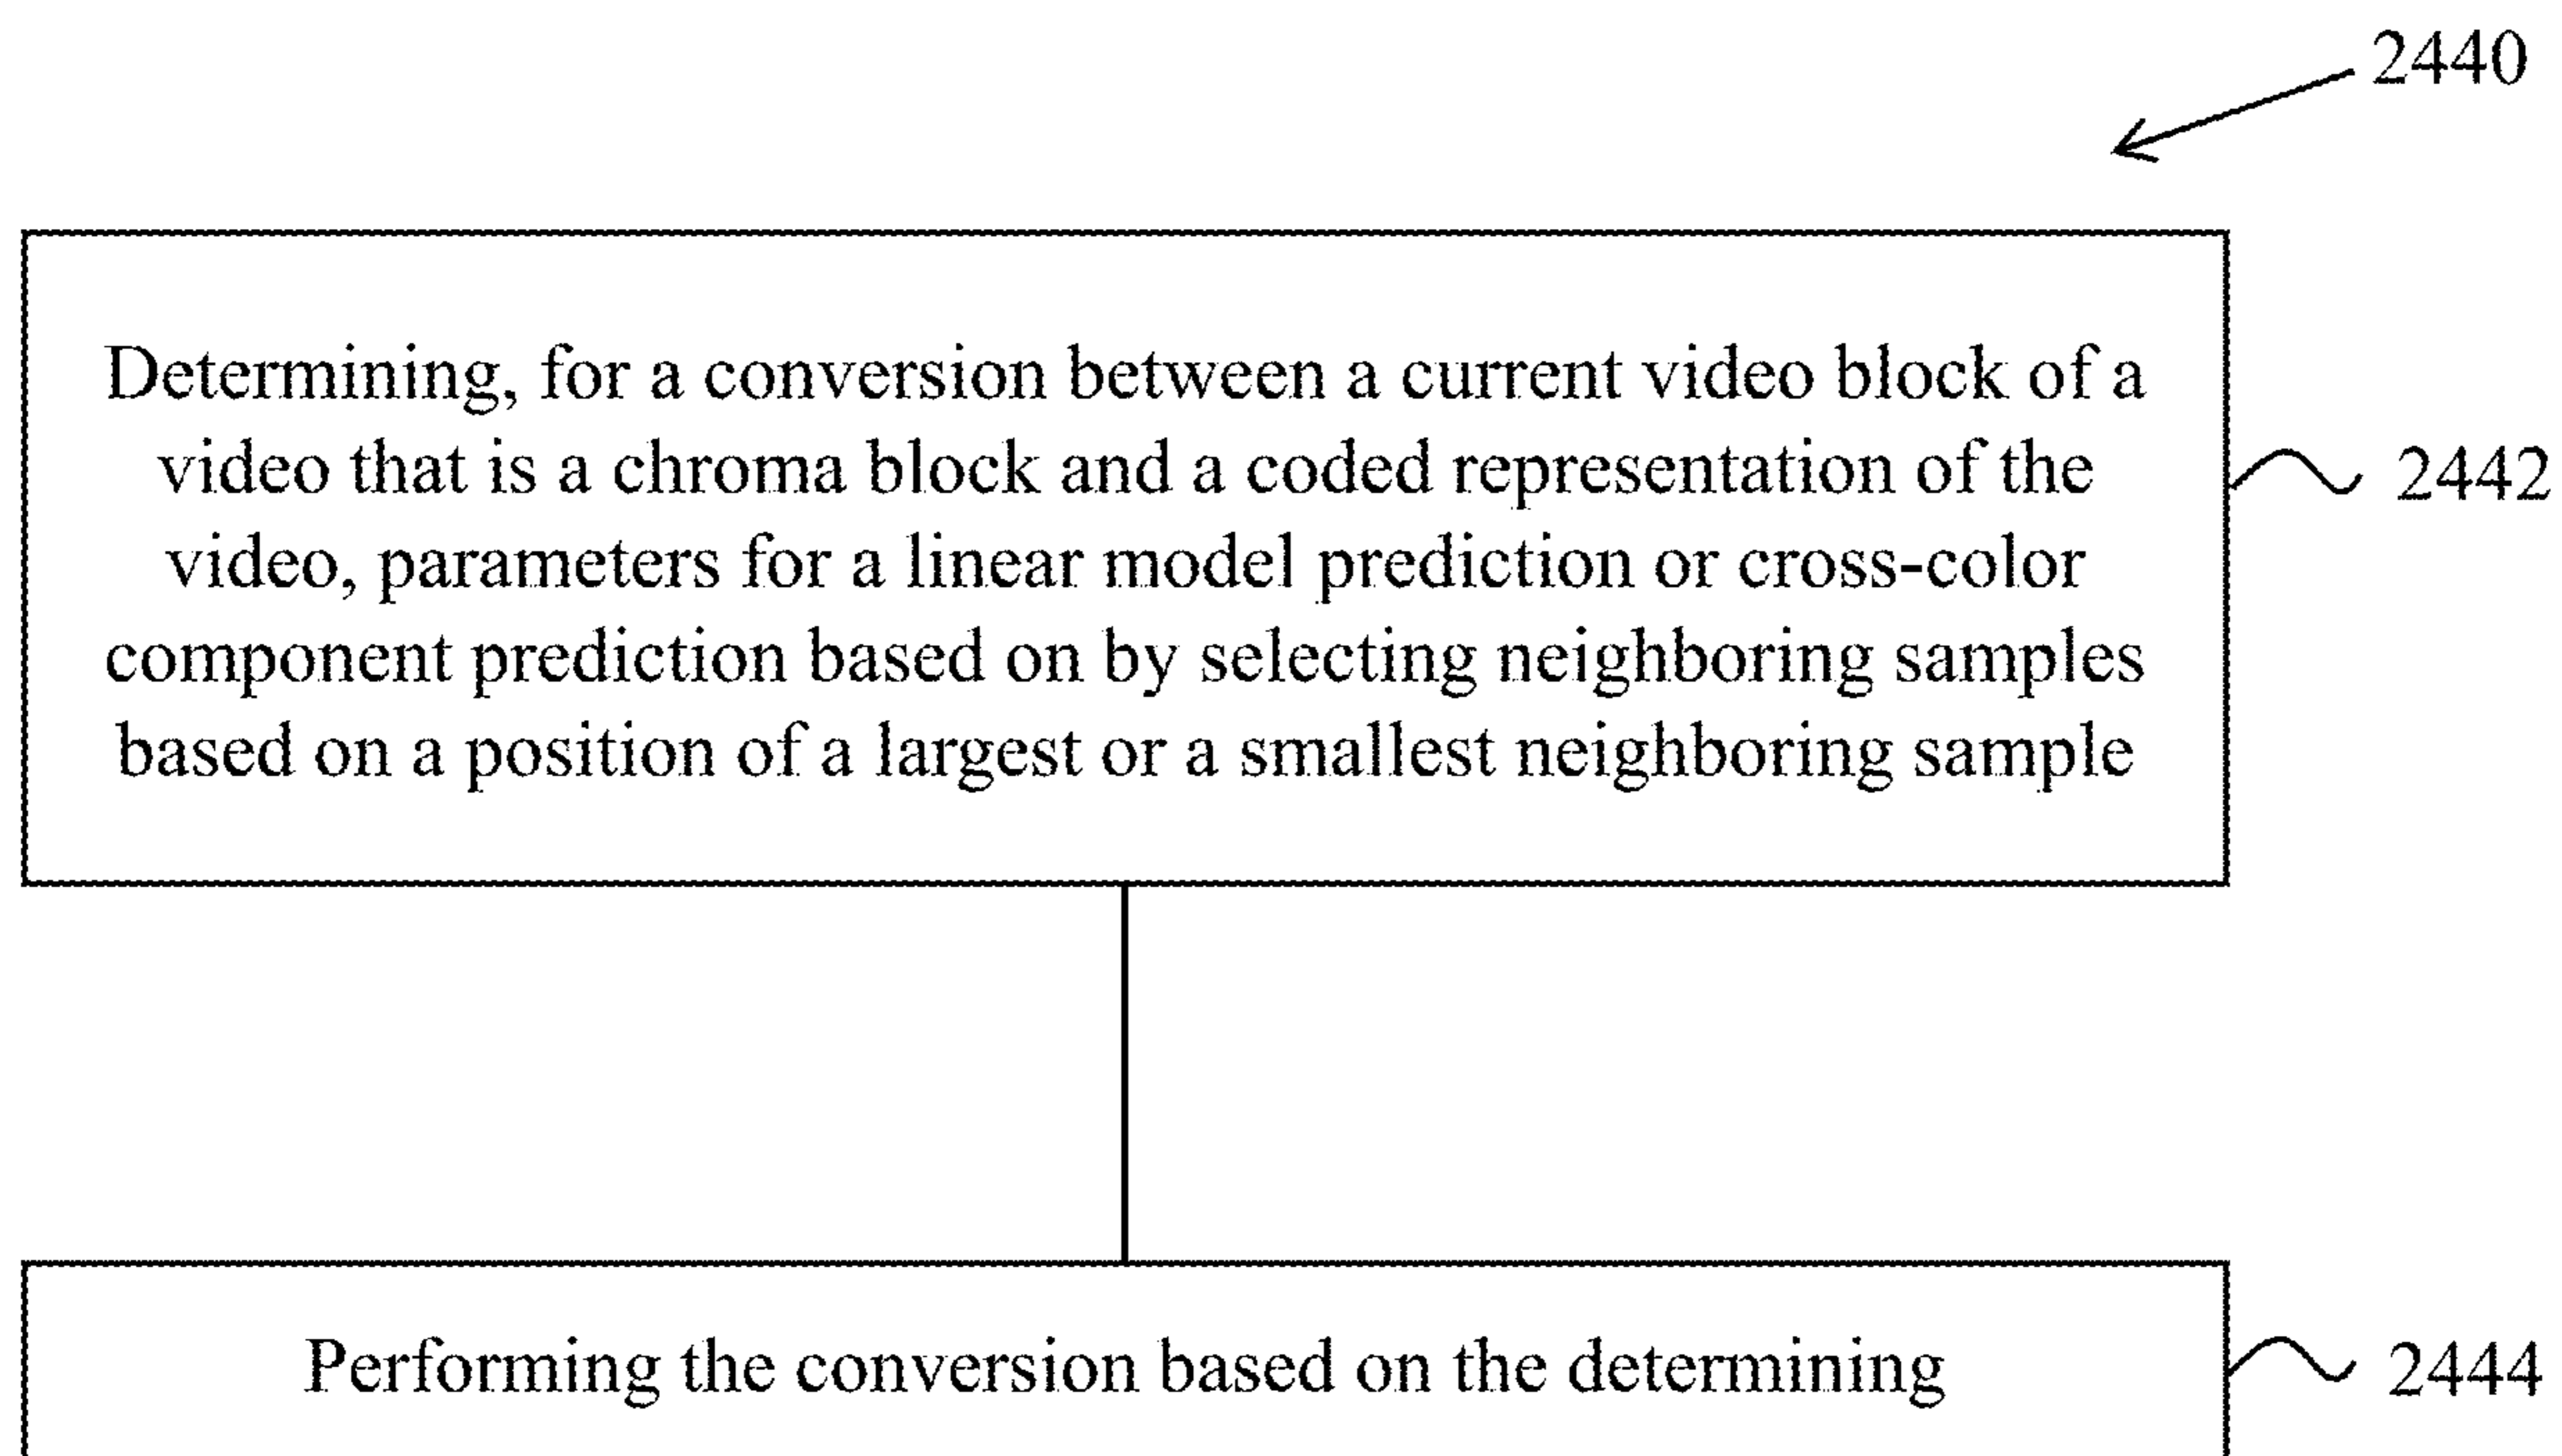 2440
Determining, for a conversion between a current video block of a
video that is a chroma block and a coded representation of the
video, parameters for a linear model prediction or cross-color
component prediction based on by selecting neighboring samples
based on a position of a largest or a smallest neighboring sample
2442
Performing the conversion based on the determining
2444